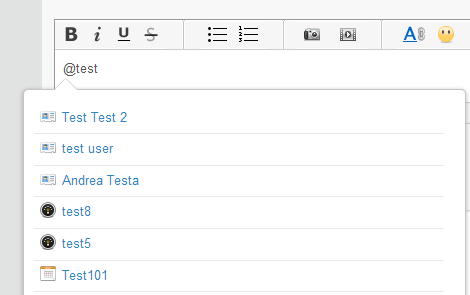 B i U S A
@test
Test Test 2
test user
Andrea Testa
test8
test5
Test101